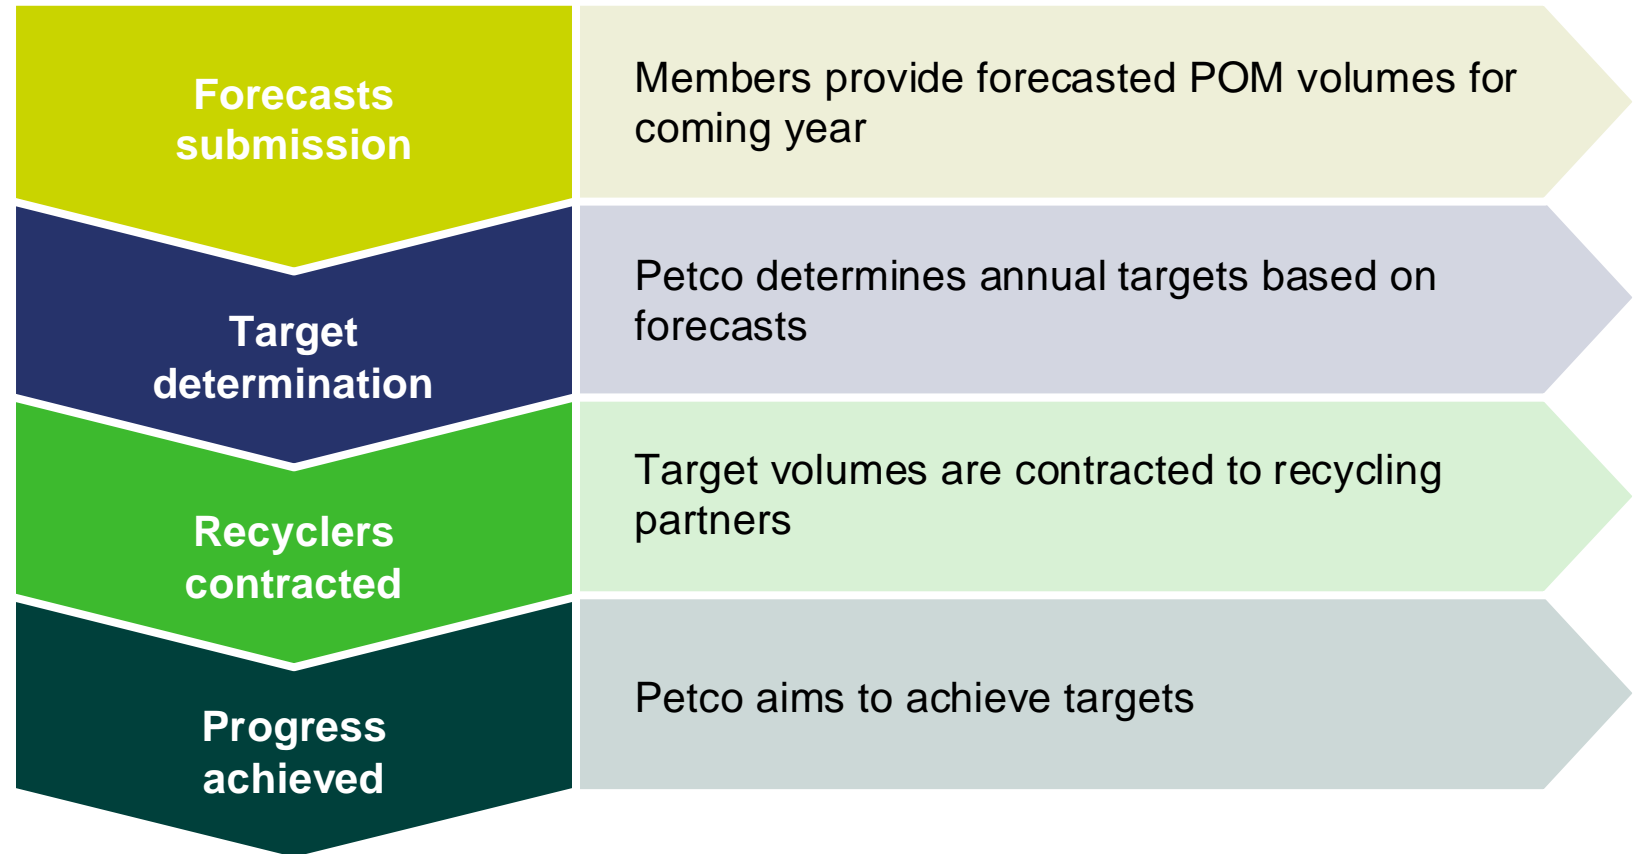 Forecasts
submission
Members provide forecasted POM volumes for
coming year
Target
determination
Petco determines annual targets based on
forecasts
Recyclers
contracted
Target volumes are contracted to recycling
partners
Progress
achieved
Petco aims to achieve targets